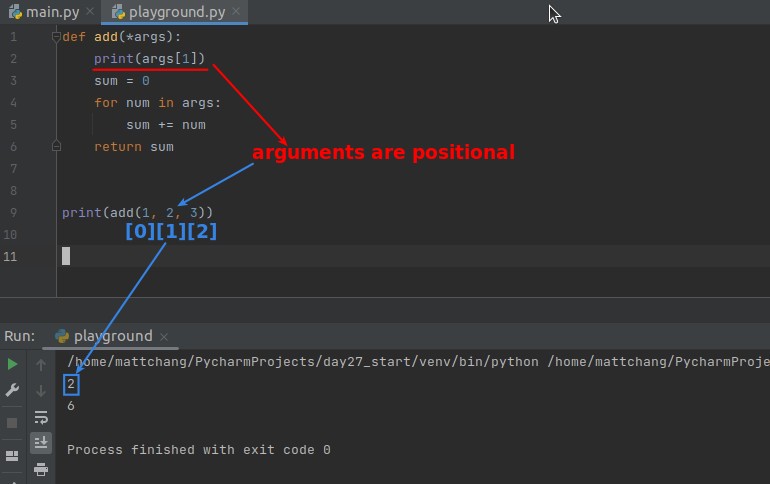 main.py × playground.py ×
1 def add(*args):
2 print(args[1])
3 sum = 0
4 for num in args:
5 sum += num
6 return sum
arguments are positional
7
8
9 print(add(1, 2, 3))
10 [0][1][2]
11
Run: playground ×
/home/mattchang/PycharmProjects/day27_start/venv/bin/python /home/mattchang/PycharmProje
2
6
Process finished with exit code 0